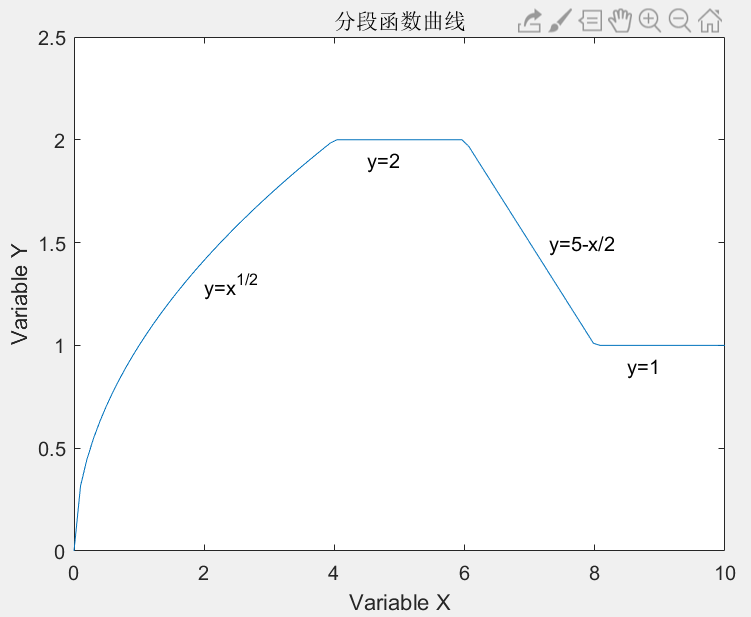 分段函数曲线
2.5
2
y=2
1.5
y=5-x/2
y=x^1/2
1
y=1
0.5
0
0 2 4 6 8 10
Variable X
Variable Y